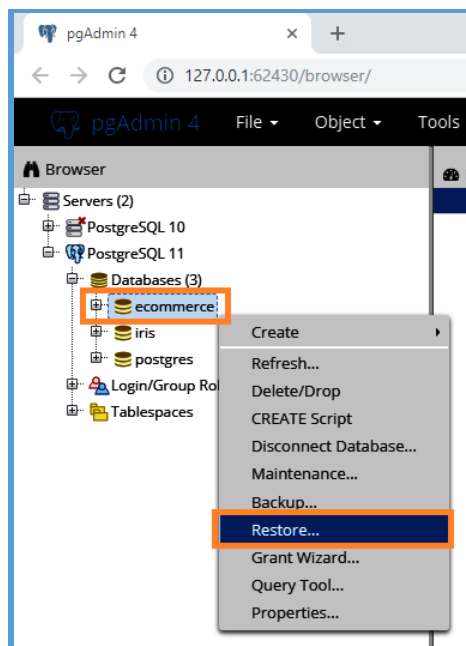 pgAdmin 4
127.0.0.1:62430/browser/
pgAdmin 4 File Object Tools
Browser
Servers (2)
PostgreSQL 10
PostgreSQL 11
Databases (3)
ecommerce
iris
postgres
Login/Group Rol
Tablespaces
Create
Refresh...
Delete/Drop
CREATE Script
Disconnect Database...
Maintenance...
Backup...
Restore...
Grant Wizard...
Query Tool...
Properties...